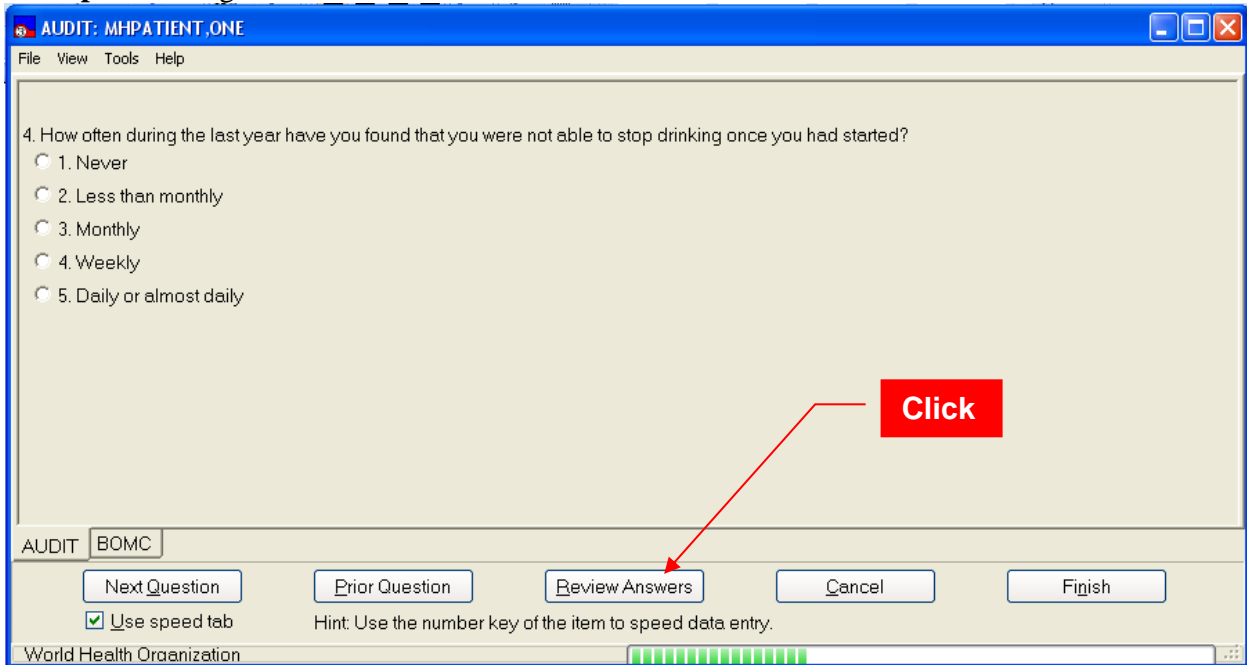 AUDIT: MHPATIENT,ONE
File View Tools Help
4. How often during the last year have you found that you were not able to stop drinking once you had started?
1. Never
2. Less than monthly
3. Monthly
4. Weekly
5. Daily or almost daily
Click
AUDIT BOMC
Next Question Prior Question Review Answers Cancel Finish
Use speed tab Hint: Use the number key of the item to speed data entry.
World Health Organization